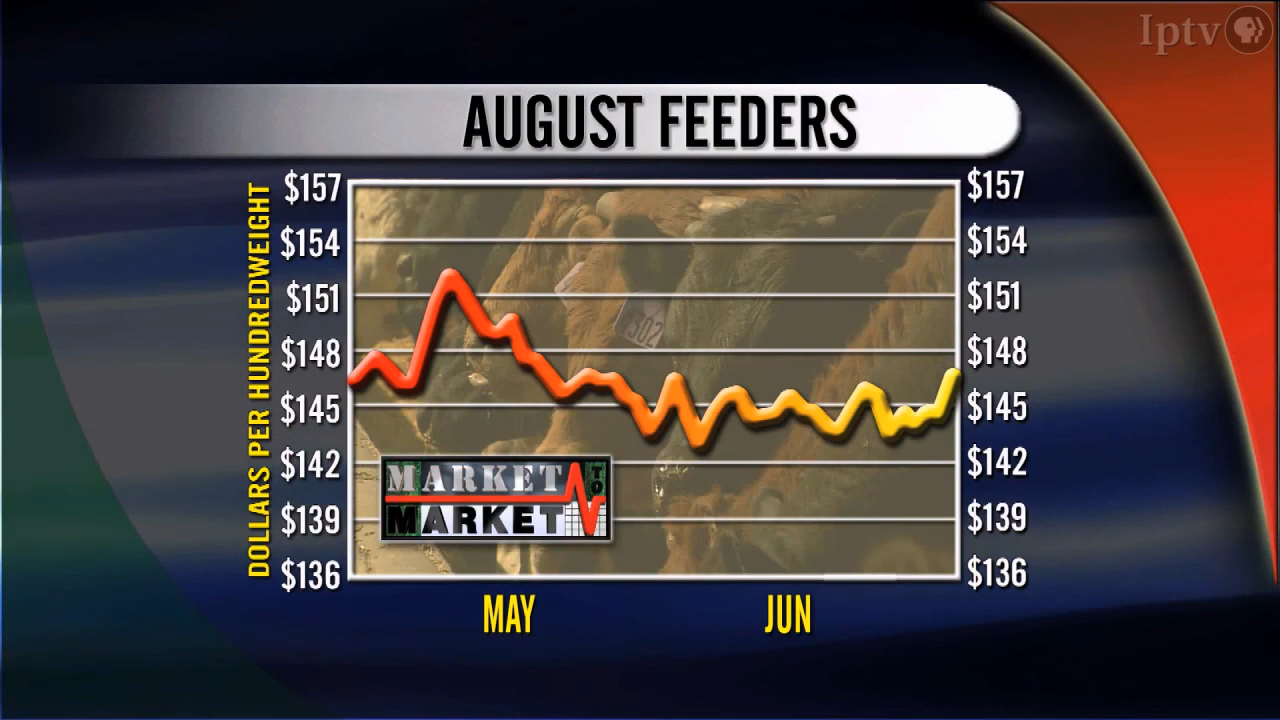 Iptv
AUGUST FEEDERS
DOLLARS PER HUNDREDWEIGHT
$157 $157
$154 $154
$151 $151
$148 $148
$145 $145
$142 $142
$139 $139
$136 $136
302
MARKET TO
MARKET
MAY JUN